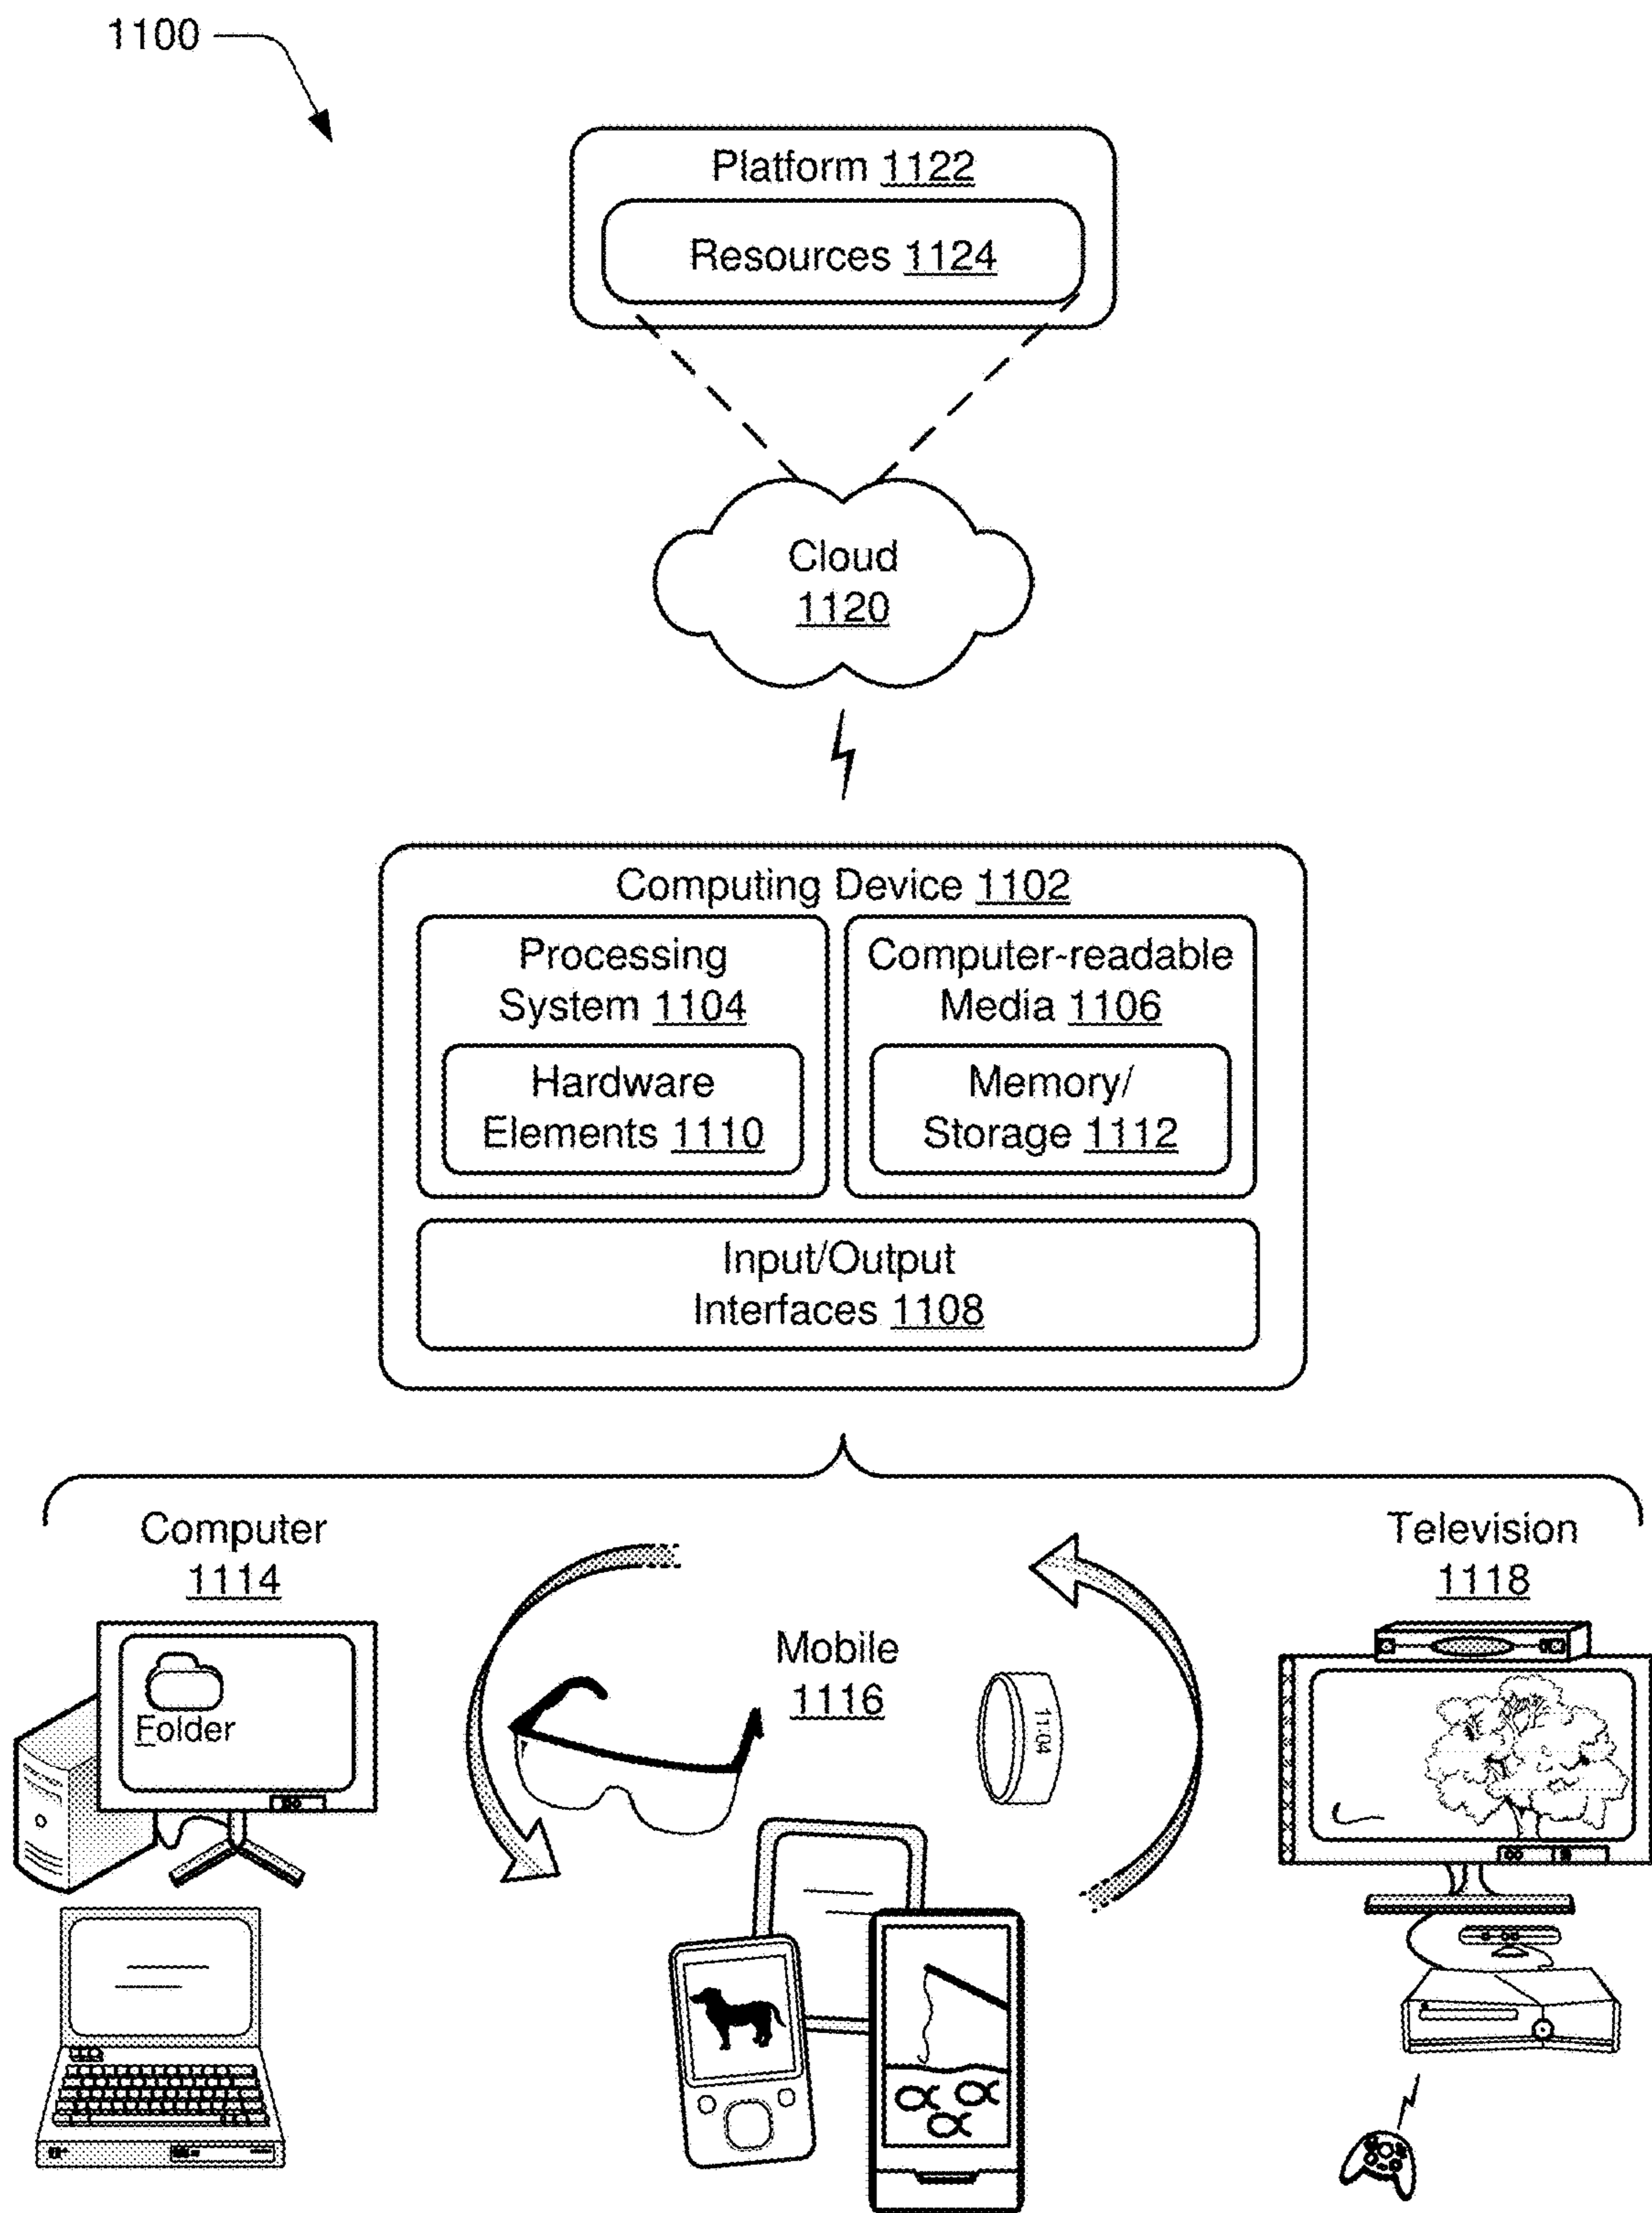 1100
Platform 1122
Resources 1124
Cloud
1120
Computing Device 1102
Processing
System 1104
Hardware
Elements 1110
Computer-readable
Media 1106
Memory/
Storage 1112
Input/Output
Interfaces 1108
Computer
1114
Folder
Mobile
1116
11:04
Television
1118